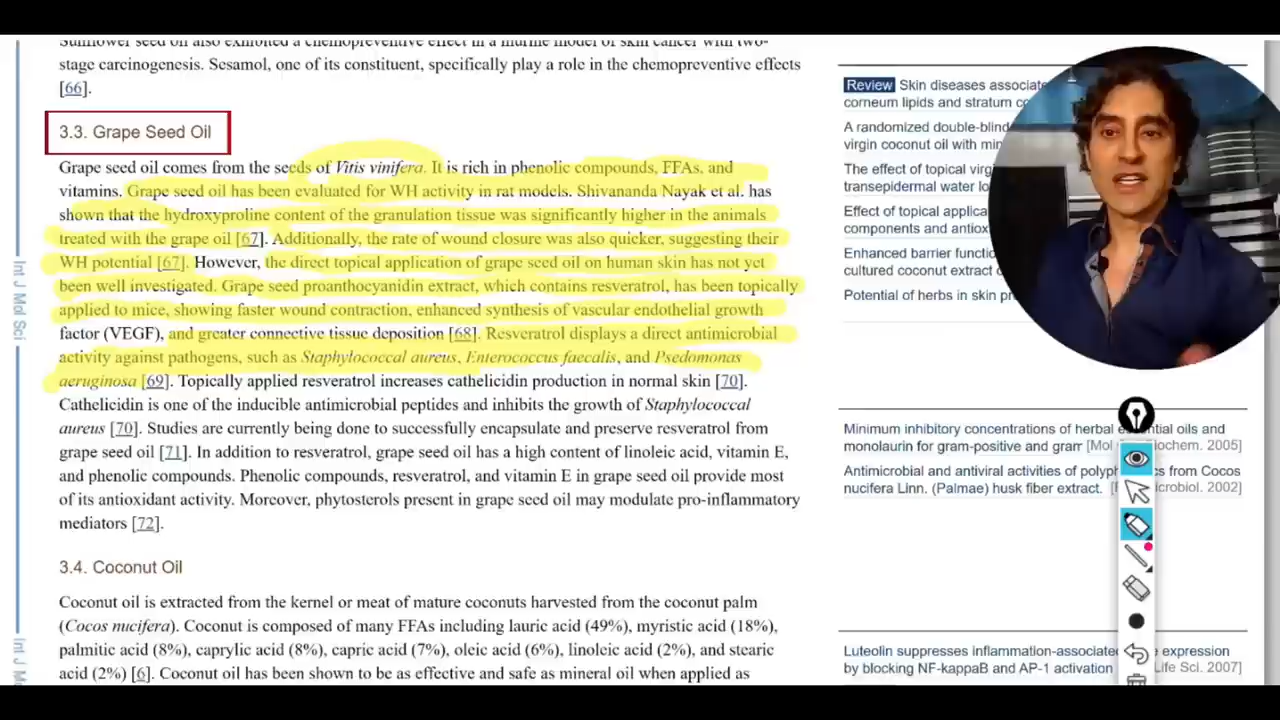 Sunflower seed oil also exhibited a chemopreventive effect in a murine model of skin cancer with two-
stage carcinogenesis. Sesamol, one of its constituent, specifically play a role in the chemopreventive effects
[66].
3.3. Grape Seed Oil
Grape seed oil comes from the seeds of Vitis vinifera. It is rich in phenolic compounds, FFAs, and
vitamins. Grape seed oil has been evaluated for WH activity in rat models. Shivananda Nayak et al. has
shown that the hydroxyproline content of the granulation tissue was significantly higher in the animals
treated with the grape oil [67]. Additionally, the rate of wound closure was also quicker, suggesting their
WH potential [67]. However, the direct topical application of grape seed oil on human skin has not yet
been well investigated. Grape seed proanthocyanidin extract, which contains resveratrol, has been topically
applied to mice, showing faster wound contraction, enhanced synthesis of vascular endothelial growth
factor (VEGF), and greater connective tissue deposition [68]. Resveratrol displays a direct antimicrobial
activity against pathogens, such as Staphylococcal aureus, Enterococcus faecalis, and Psedomonas
aeruginosa [69]. Topically applied resveratrol increases cathelicidin production in normal skin [70].
Cathelicidin is one of the inducible antimicrobial peptides and inhibits the growth of Staphylococcal
aureus [70]. Studies are currently being done to successfully encapsulate and preserve resveratrol from
grape seed oil [71]. In addition to resveratrol, grape seed oil has a high content of linoleic acid, vitamin E,
and phenolic compounds. Phenolic compounds, resveratrol, and vitamin E in grape seed oil provide most
of its antioxidant activity. Moreover, phytosterols present in grape seed oil may modulate pro-inflammatory
mediators [72].
3.4. Coconut Oil
Coconut oil is extracted from the kernel or meat of mature coconuts harvested from the coconut palm
(Cocos nucifera). Coconut is composed of many FFAs including lauric acid (49%), myristic acid (18%),
palmitic acid (8%), caprylic acid (8%), capric acid (7%), oleic acid (6%), linoleic acid (2%), and stearic
acid (2%) [6]. Coconut oil has been shown to be as effective and safe as mineral oil when applied as
Int J Mol Sci
Int J M
Review Skin diseases associate
corneum lipids and stratum co
A randomized double-blind
virgin coconut oil with min
The effect of topical virg
transepidermal water lo
Effect of topical applica
components and antiox
Enhanced barrier functio
cultured coconut extract o
Potential of herbs in skin pr
Minimum inhibitory concentrations of herbal essential oils and
monolaurin for gram-positive and gram [Mol iochem. 2005]
Antimicrobial and antiviral activities of polyph cs from Cocos
nucifera Linn. (Palmae) husk fiber extract. icrobiol. 2002]
Luteolin suppresses inflammation-associated expression
by blocking NF-kappaB and AP-1 activation Life Sci. 2007]